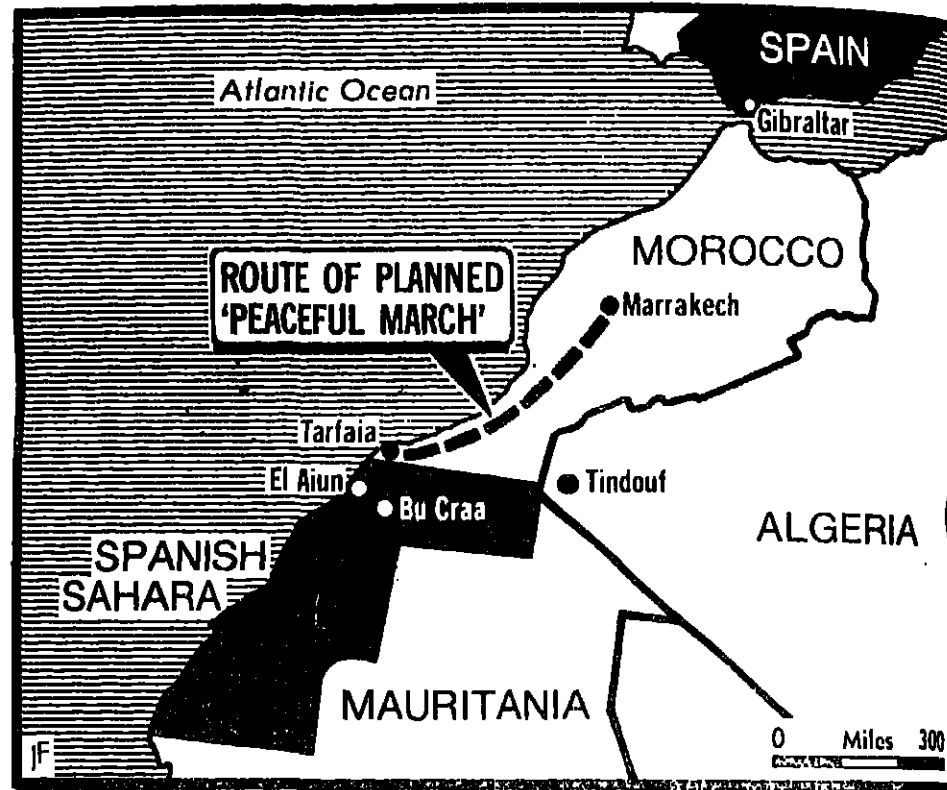 SPAIN
Atlantic Ocean
Gibraltar
MOROCCO
ROUTE OF PLANNED
'PEACEFUL MARCH'
Marrakech
Tarfaia
El Aiun
Tindouf
Bu Craa
ALGERIA
SPANISH
SAHARA
MAURITANIA
0 Miles 300
JF